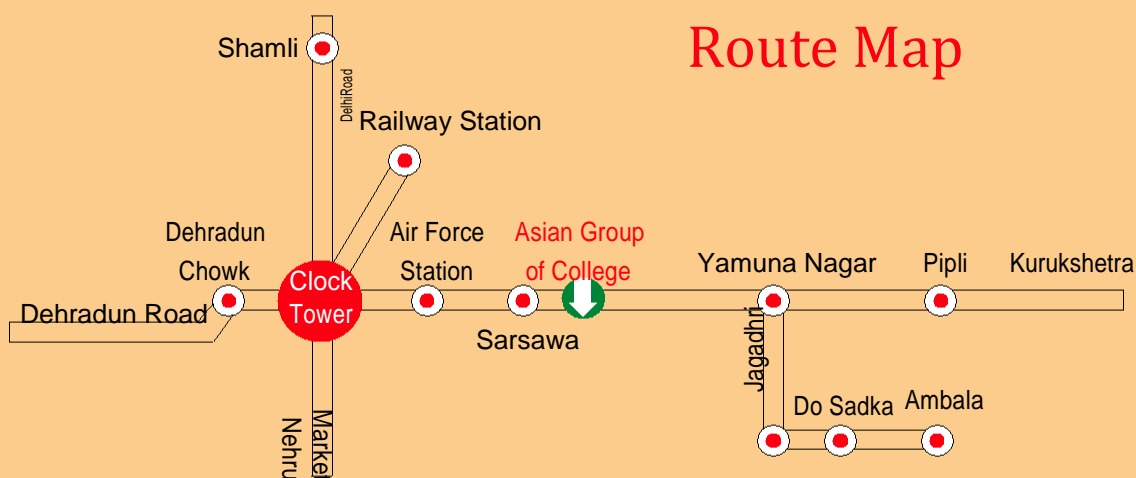 Route Map
Shamli
DelhiRoad
Railway Station
Dehradun
Chowk
Air Force
Station
Asian Group
of College
Yamuna Nagar
Pipli
Kurukshetra
Clock
Tower
Dehradun Road
Sarsawa
Jagadhri
Do Sadka
Ambala
Nehru
Market